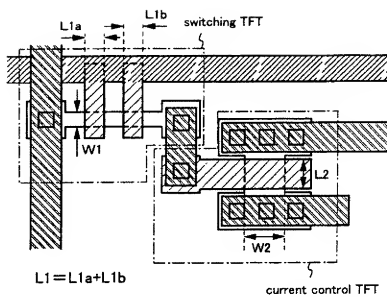 switching TFT
L1a
L1b
W1
L2
W2
L1=L1a+L1b
current control TFT